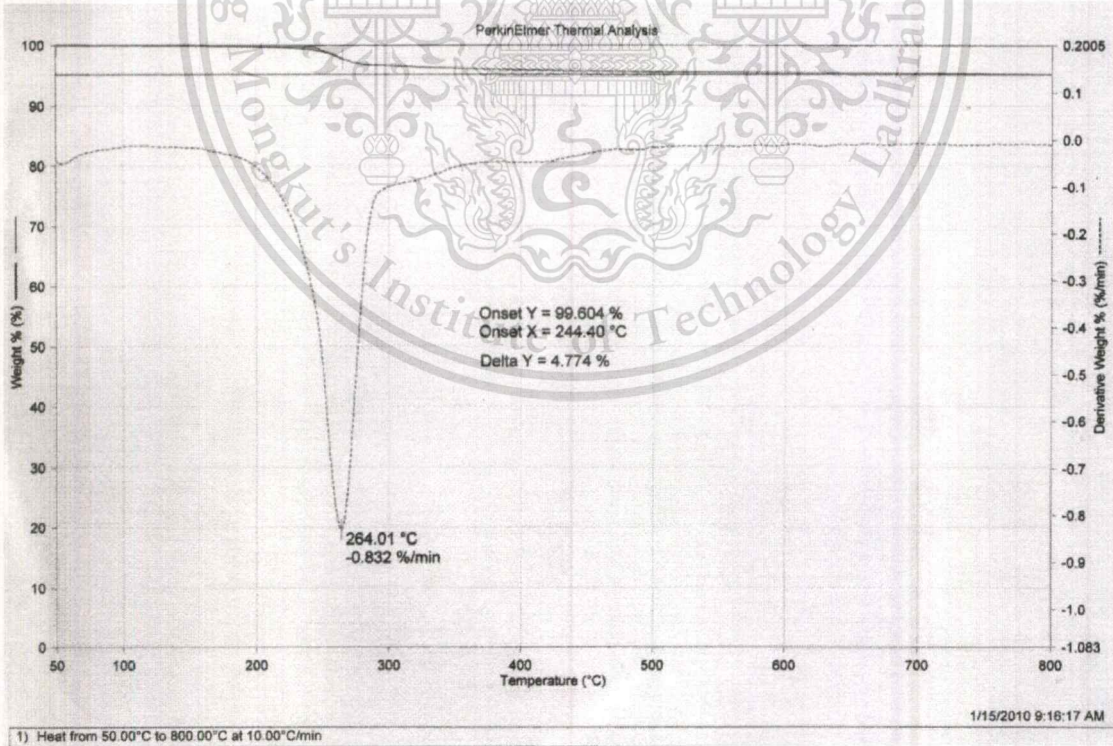 PerkinElmer Thermal Analysis
Mongkut's Institute of Technology Ladkrab
100
90
80
70
60
50
40
30
20
10
0
Weight % (%)
0.2005
0.1
0.0
-0.1
-0.2
-0.3
-0.4
-0.5
-0.6
-0.7
-0.8
-0.9
-1.0
-1.083
Derivative Weight % (%/min)
Onset Y = 99.604 %
Onset X = 244.40 °C
Delta Y = 4.774 %
264.01 °C
-0.832 %/min
50 100 200 300 400 500 600 700 800
Temperature (°C)
1/15/2010 9:16:17 AM
1) Heat from 50.00°C to 800.00°C at 10.00°C/min